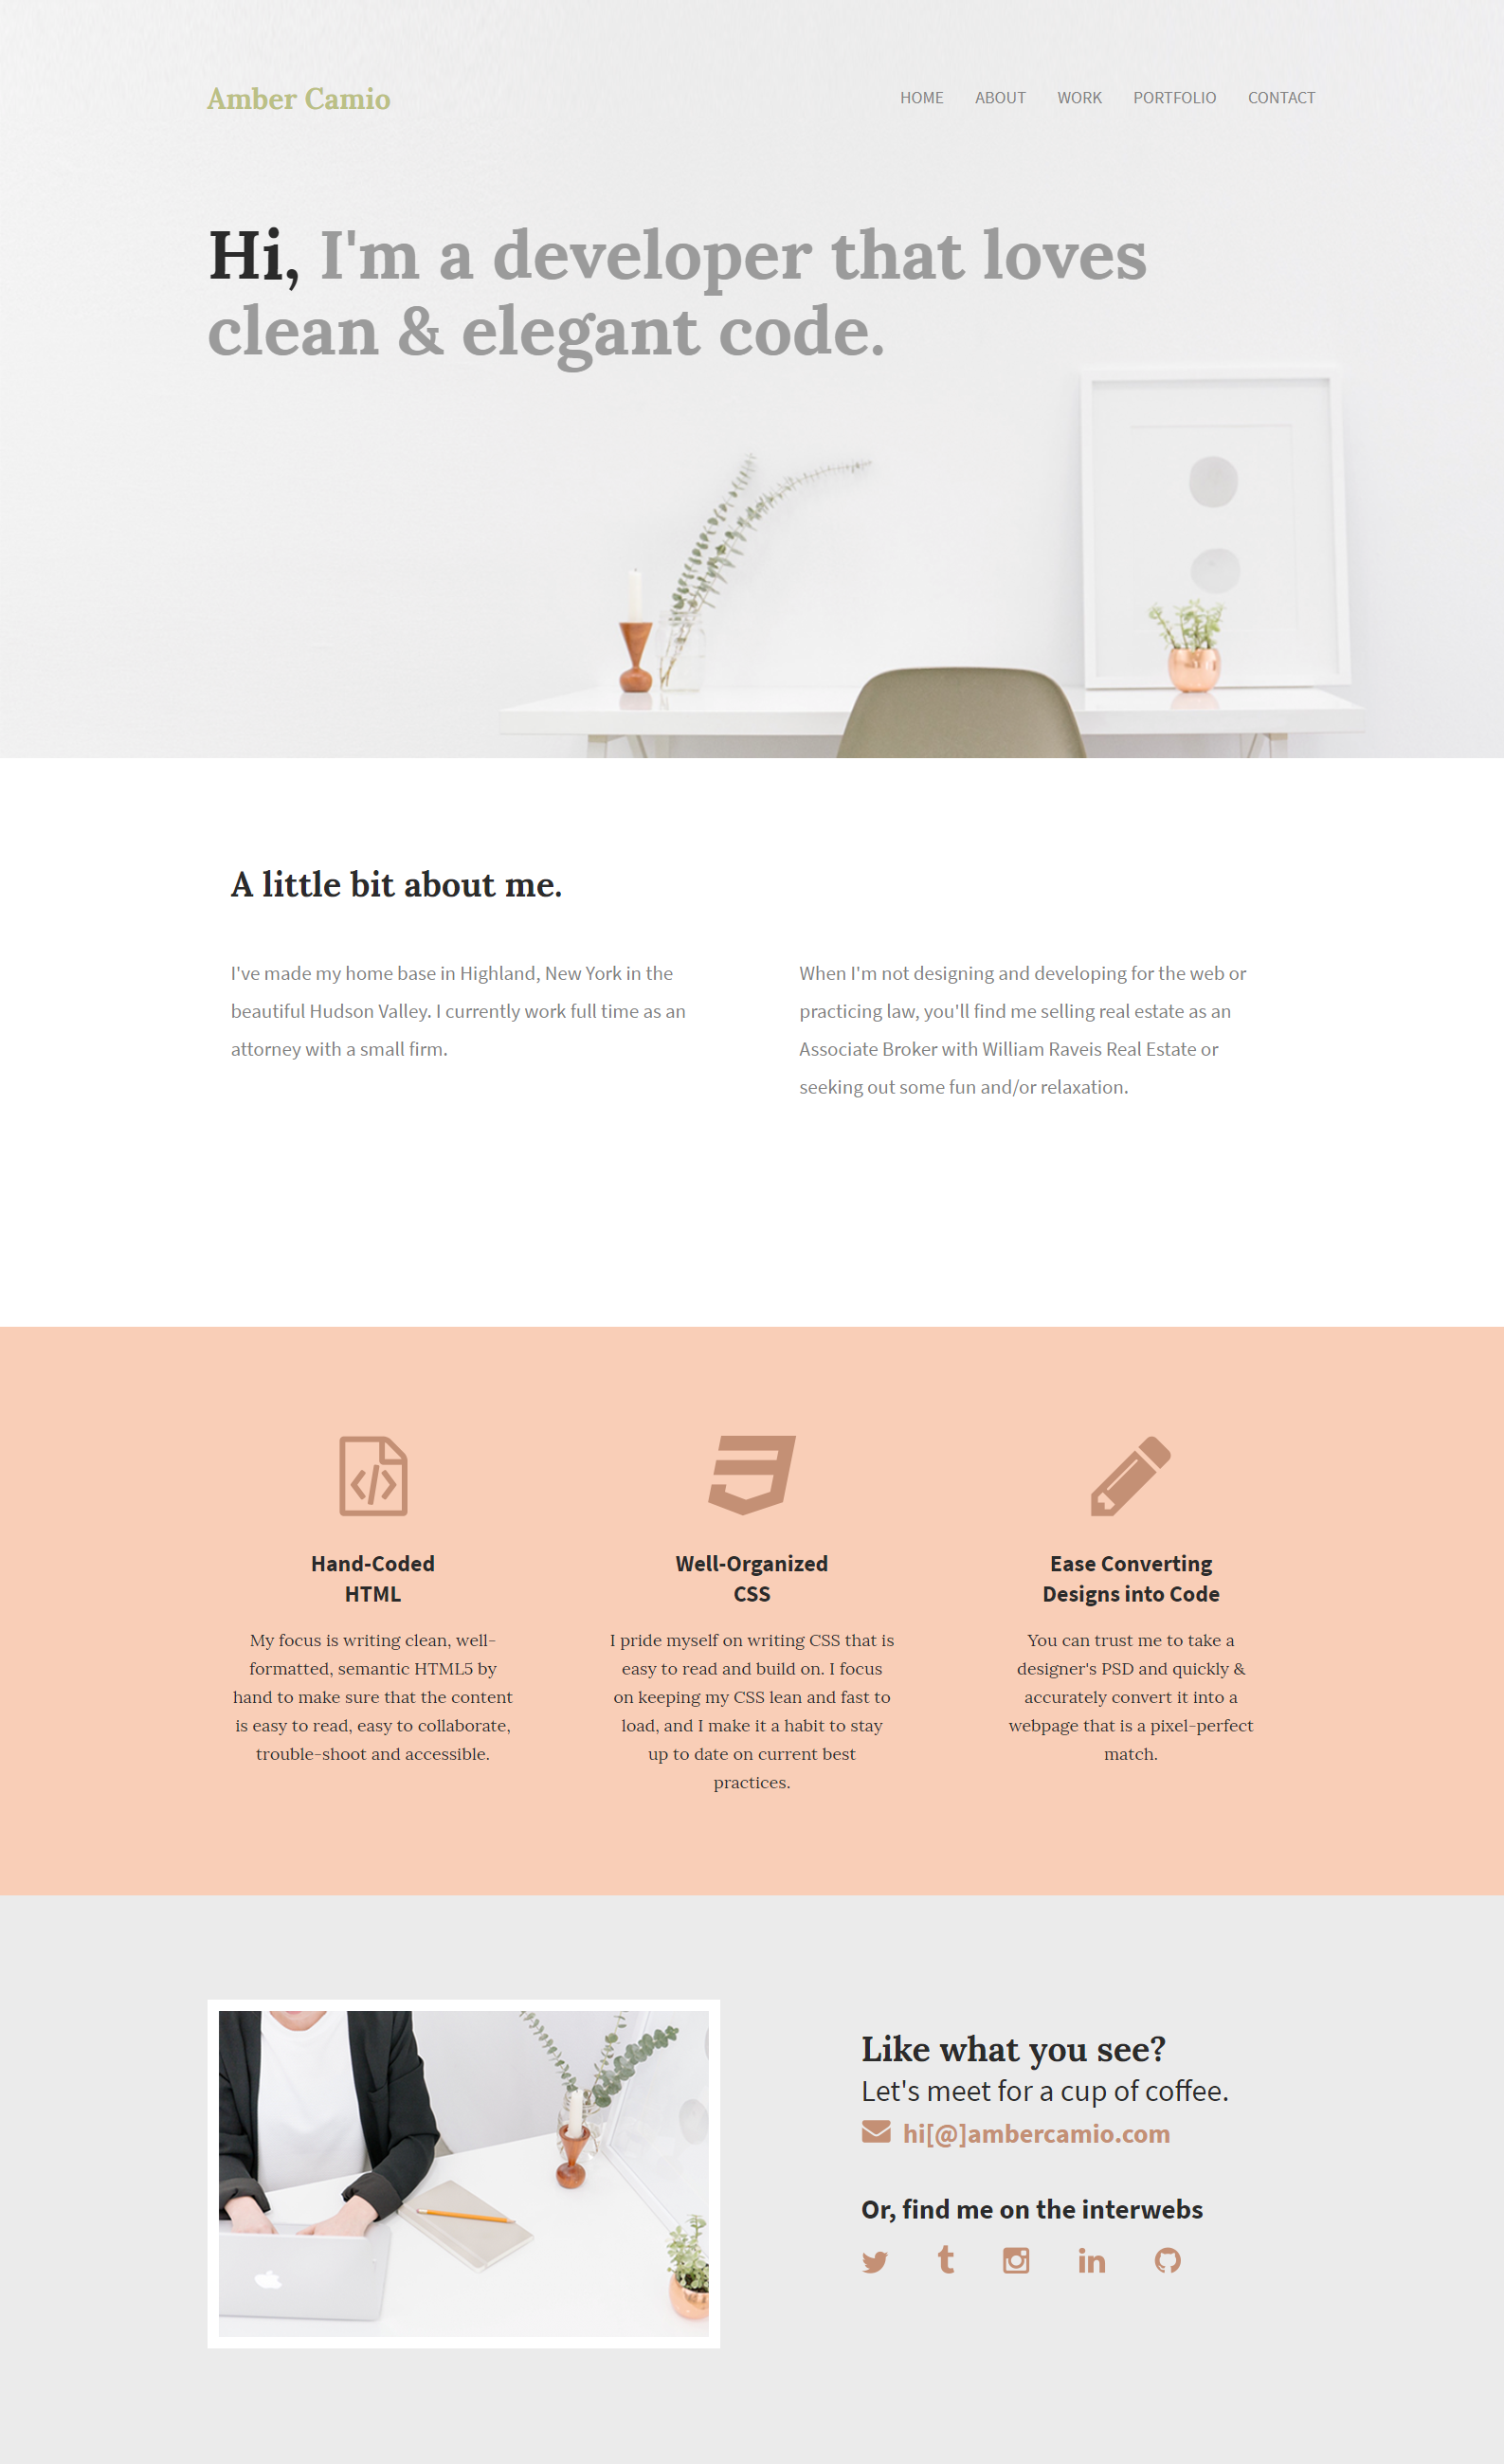 Amber Camio
HOME ABOUT WORK PORTFOLIO CONTACT
Hi, I'm a developer that loves
clean & elegant code.
A little bit about me.
I've made my home base in Highland, New York in the
beautiful Hudson Valley. I currently work full time as an
attorney with a small firm.
When I'm not designing and developing for the web or
practicing law, you'll find me selling real estate as an
Associate Broker with William Raveis Real Estate or
seeking out some fun and/or relaxation.
Hand-Coded
HTML
My focus is writing clean, well-
formatted, semantic HTML5 by
hand to make sure that the content
is easy to read, easy to collaborate,
trouble-shoot and accessible.
Well-Organized
CSS
I pride myself on writing CSS that is
easy to read and build on. I focus
on keeping my CSS lean and fast to
load, and I make it a habit to stay
up to date on current best
practices.
Ease Converting
Designs into Code
You can trust me to take a
designer's PSD and quickly &
accurately convert it into a
webpage that is a pixel-perfect
match.
Like what you see?
Let's meet for a cup of coffee.
hi[@]ambercamio.com
Or, find me on the interwebs